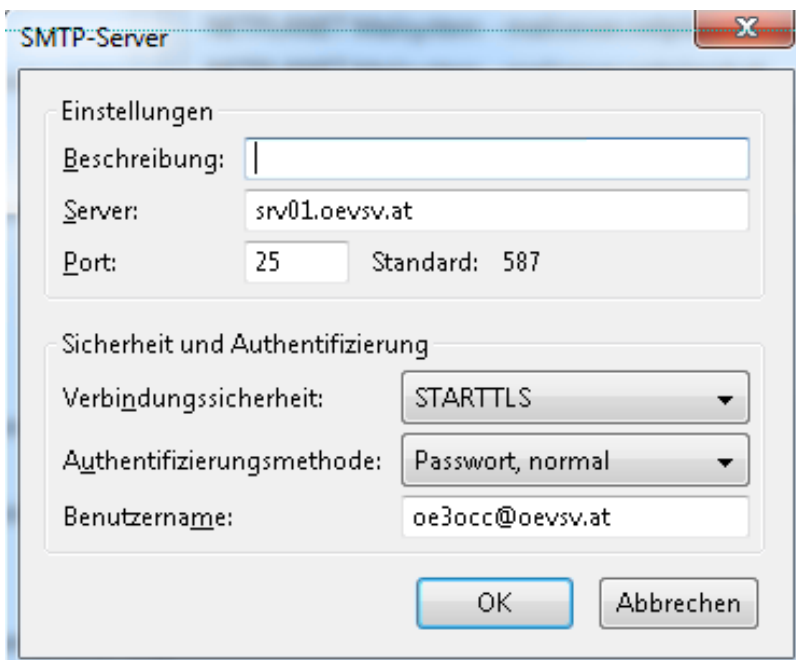 SMTP-Server
Einstellungen
Beschreibung:
Server: srv01.oevsv.at
Port: 25 Standard: 587
Sicherheit und Authentifizierung
Verbindungssicherheit: STARTTLS
Authentifizierungsmethode: Passwort, normal
Benutzername: oe3occ@oevsv.at
OK Abbrechen